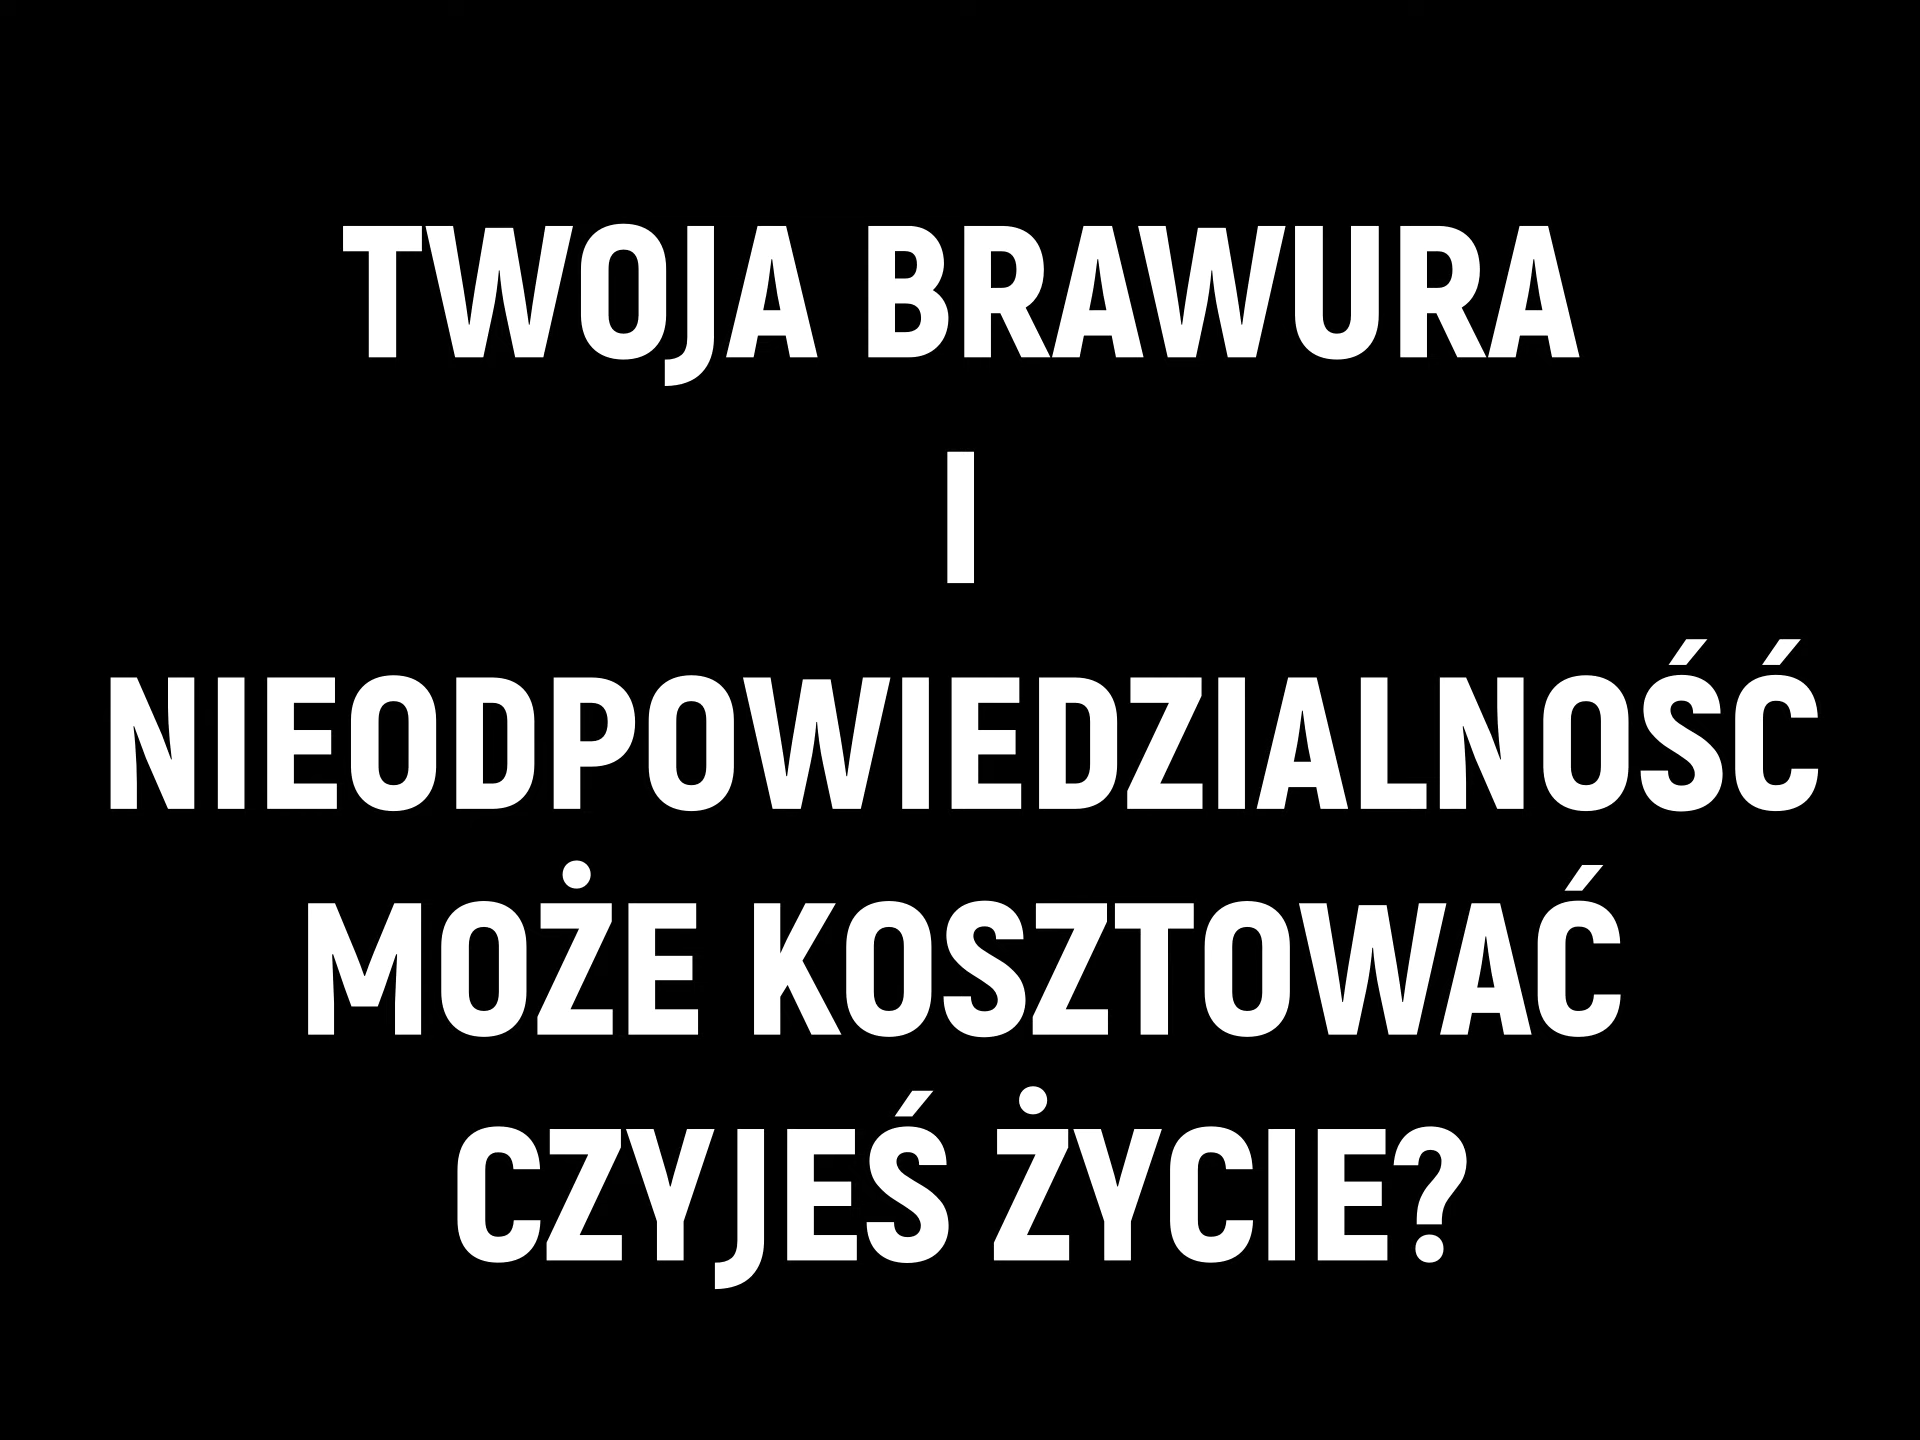 TWOJA BRAWURA
I
NIEODPOWIEDZIALNOŚĆ
MOŻE KOSZTOWAĆ
CZYJEŚ ŻYCIE?